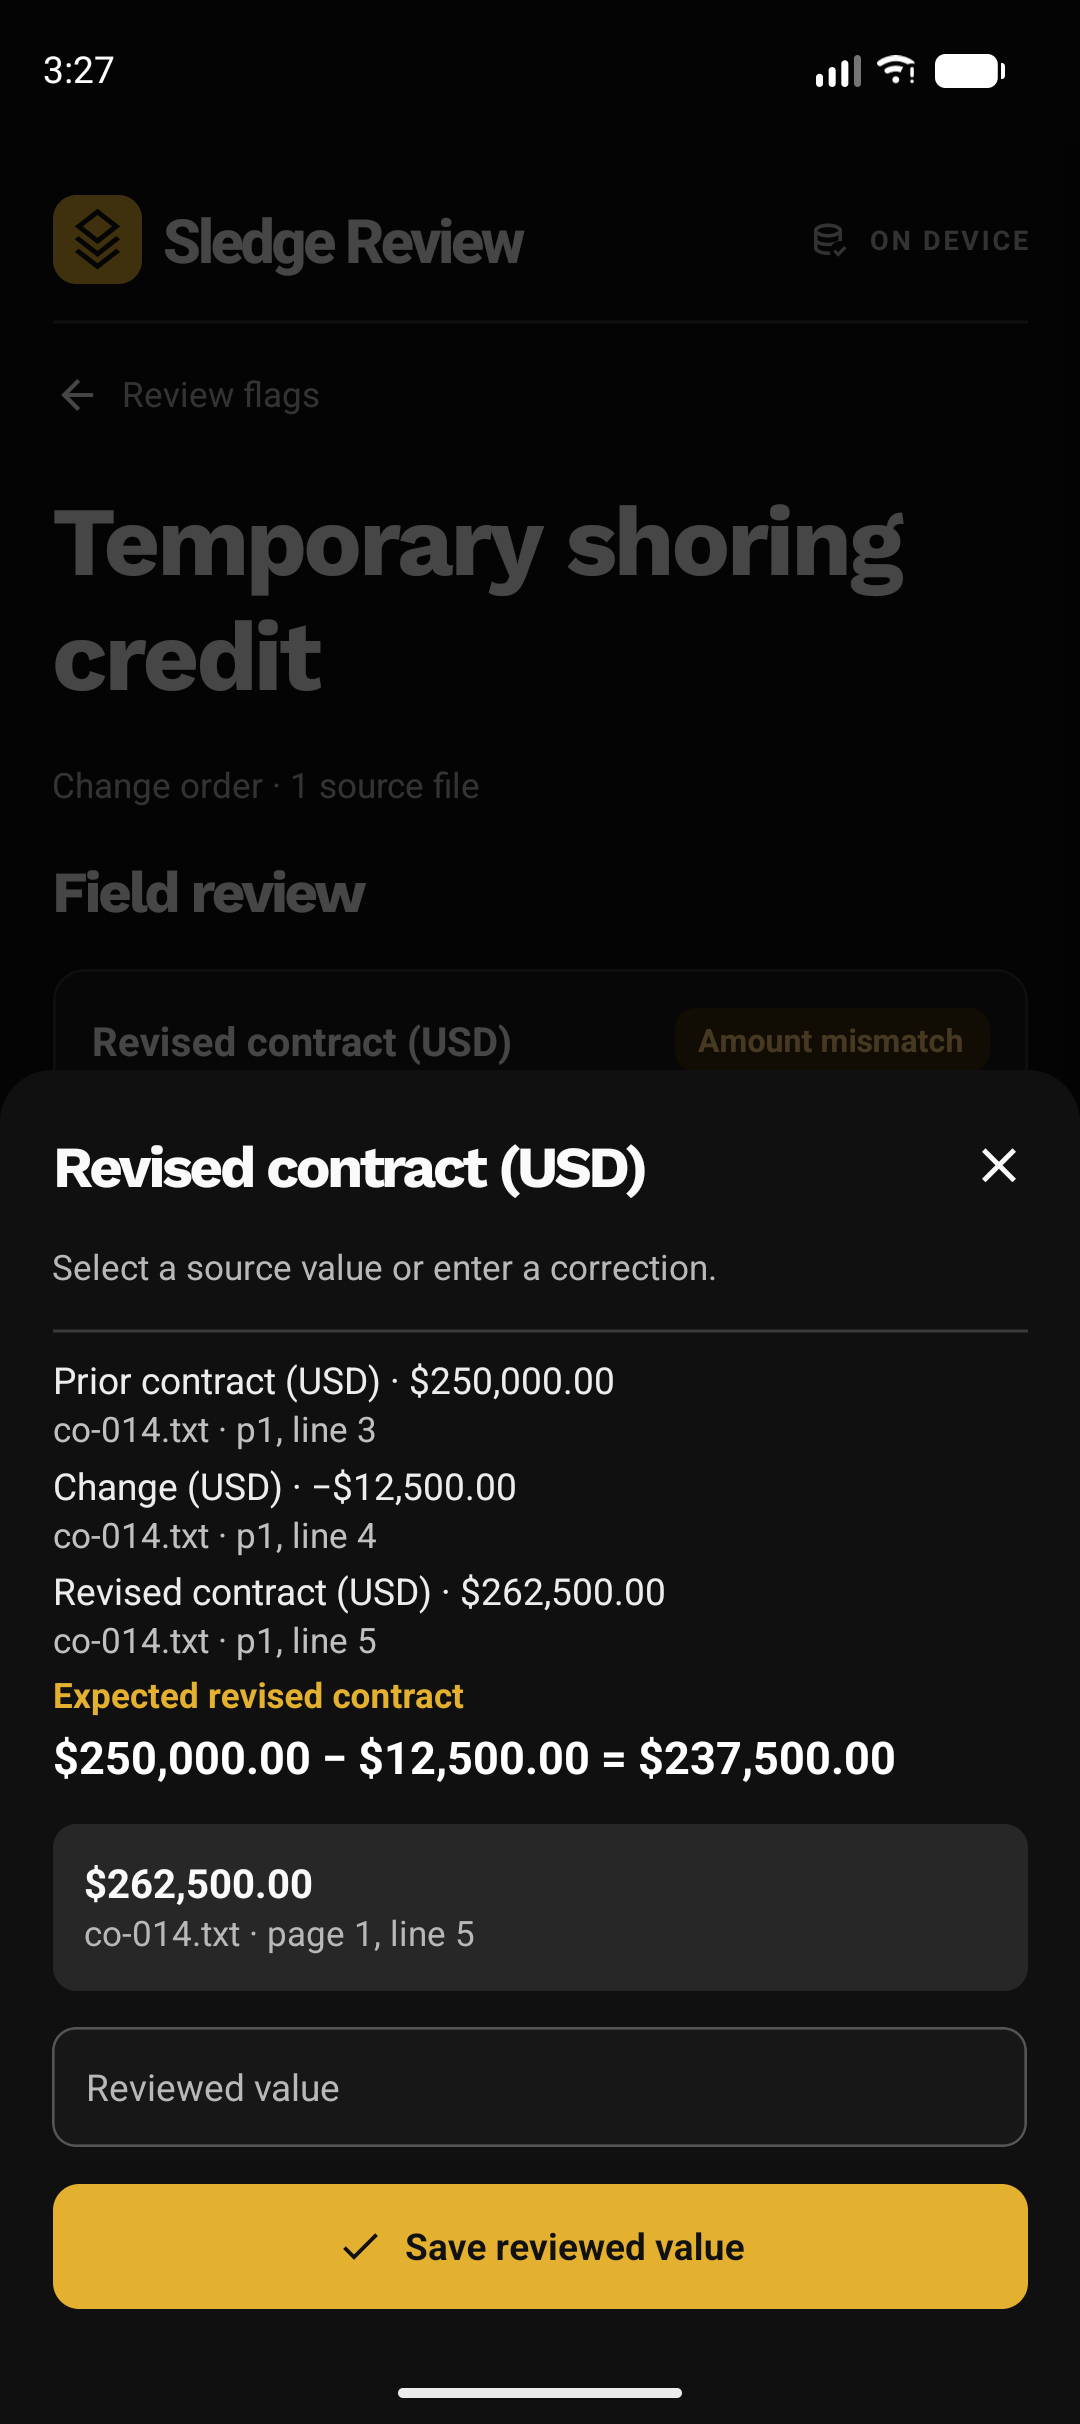 3:27
Sledge Review
ON DEVICE
Review flags
Temporary shoring
credit
Change order · 1 source file
Field review
Revised contract (USD)
Amount mismatch
Revised contract (USD)
Select a source value or enter a correction.
Prior contract (USD) · $250,000.00
co-014.txt · p1, line 3
Change (USD) · −$12,500.00
co-014.txt · p1, line 4
Revised contract (USD) · $262,500.00
co-014.txt · p1, line 5
Expected revised contract
$250,000.00 − $12,500.00 = $237,500.00
$262,500.00
co-014.txt · page 1, line 5
Reviewed value
Save reviewed value